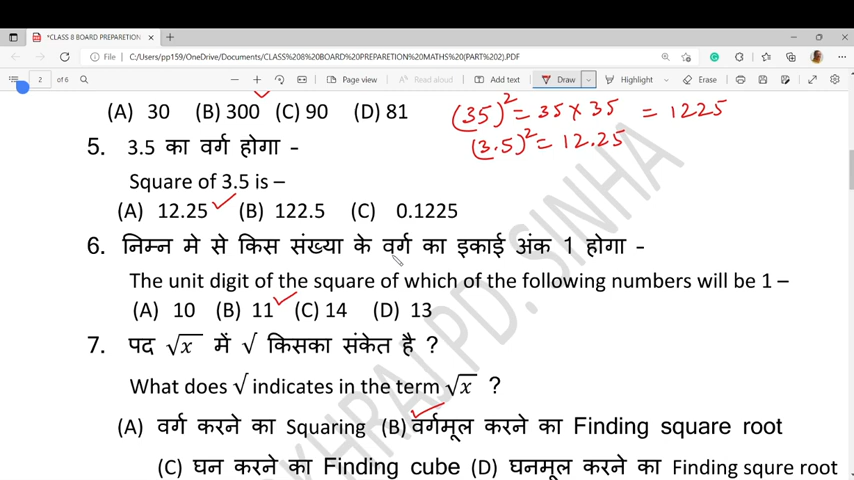 *CLASS 8 BOARD PREPARETION M
File C:/Users/pp159/OneDrive/Documents/CLASS%208%20BOARD%20PREPARETION%20MATHS(PART%202).PDF
2 of 6 Page view Read aloud Add text Draw Highlight Erase
(A) 30 (B) 300 (C) 90 (D) 81
(35)² = 35 × 35 = 1225
(3.5)² = 12.25
5. 3.5 का वर्ग होगा -
Square of 3.5 is –
(A) 12.25 (B) 122.5 (C) 0.1225
6. निम्न मे से किस संख्या के वर्ग का इकाई अंक 1 होगा -
The unit digit of the square of which of the following numbers will be 1 –
(A) 10 (B) 11 (C) 14 (D) 13
7. पद √x में √ किसका संकेत है ?
What does √ indicates in the term √x ?
(A) वर्ग करने का Squaring (B) वर्गमूल करने का Finding square root
(C) घन करने का Finding cube (D) घनमूल करने का Finding squre root
PD. SINHA